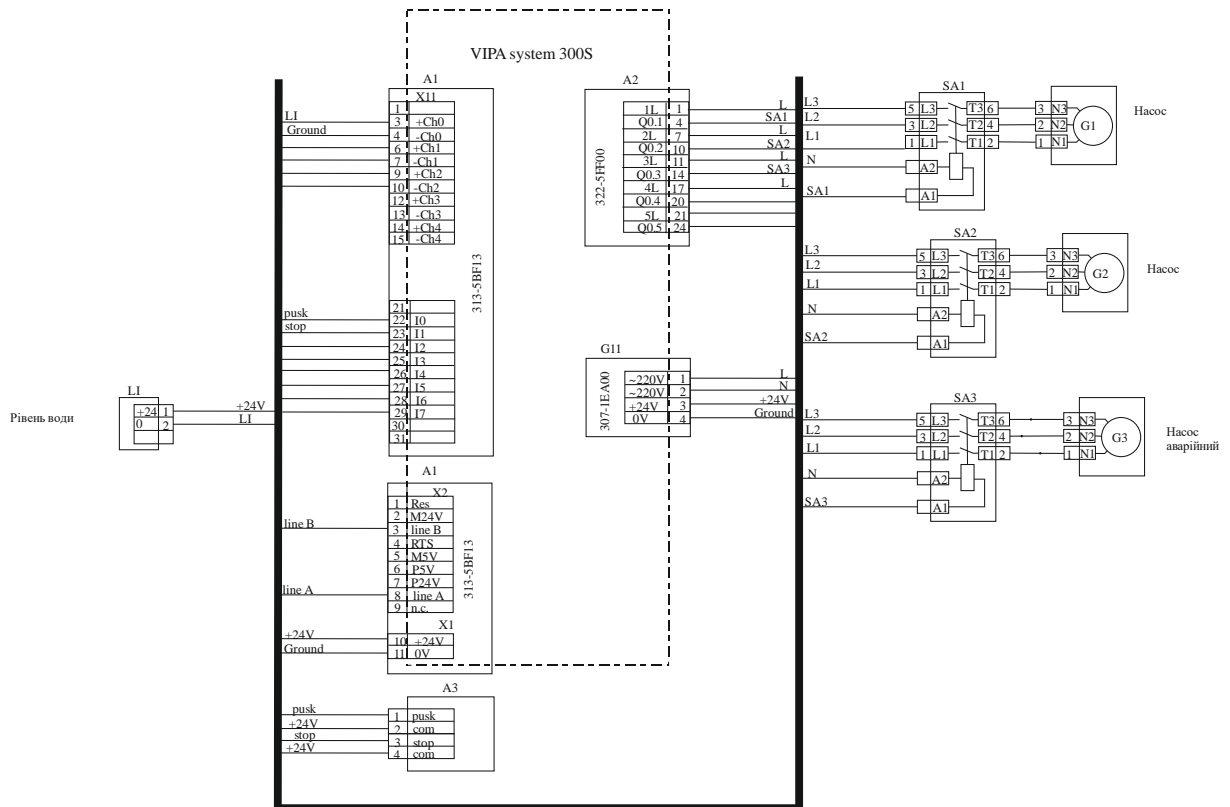 VIPA system 300S
A1
X11
1
LI 3 +Ch0
Ground 4 -Ch0
6 +Ch1
7 -Ch1
9 +Ch2
10 -Ch2
12 +Ch3
13 -Ch3
14 +Ch4
15 -Ch4
313-5BF13
21
pusk 22 I0
stop 23 I1
24 I2
25 I3
26 I4
27 I5
28 I6
29 I7
30
31
Рівень води
LI
+24 1 +24V
0 2 LI
A1
X2
1 Res
2 M24V
line B 3 line B
4 RTS
5 M5V
6 P5V
7 P24V
line A 8 line A
9 n.c.
313-5BF13
X1
+24V 10 +24V
Ground 11 0V
A3
pusk 1 pusk
+24V 2 com
stop 3 stop
+24V 4 com
A2
322-5FF00
1L 1 L
Q0.1 4 SA1
2L 7 L
Q0.2 10 SA2
3L 11 L
Q0.3 14 SA3
4L 17 L
Q0.4 20
5L 21
Q0.5 24
G11
307-1EA00
~220V 1 L
~220V 2 N
+24V 3 +24V
0V 4 Ground
SA1
L3 5 L3 T3 6 3 N3
L2 3 L2 T2 4 2 N2
L1 1 L1 T1 2 1 N1
G1
Насос
N A2
SA1 A1
SA2
L3 5 L3 T3 6 3 N3
L2 3 L2 T2 4 2 N2
L1 1 L1 T1 2 1 N1
G2
Насос
N A2
SA2 A1
SA3
L3 5 L3 T3 6 3 N3
L2 3 L2 T2 4 2 N2
L1 1 L1 T1 2 1 N1
G3
Насос
аварійний
N A2
SA3 A1